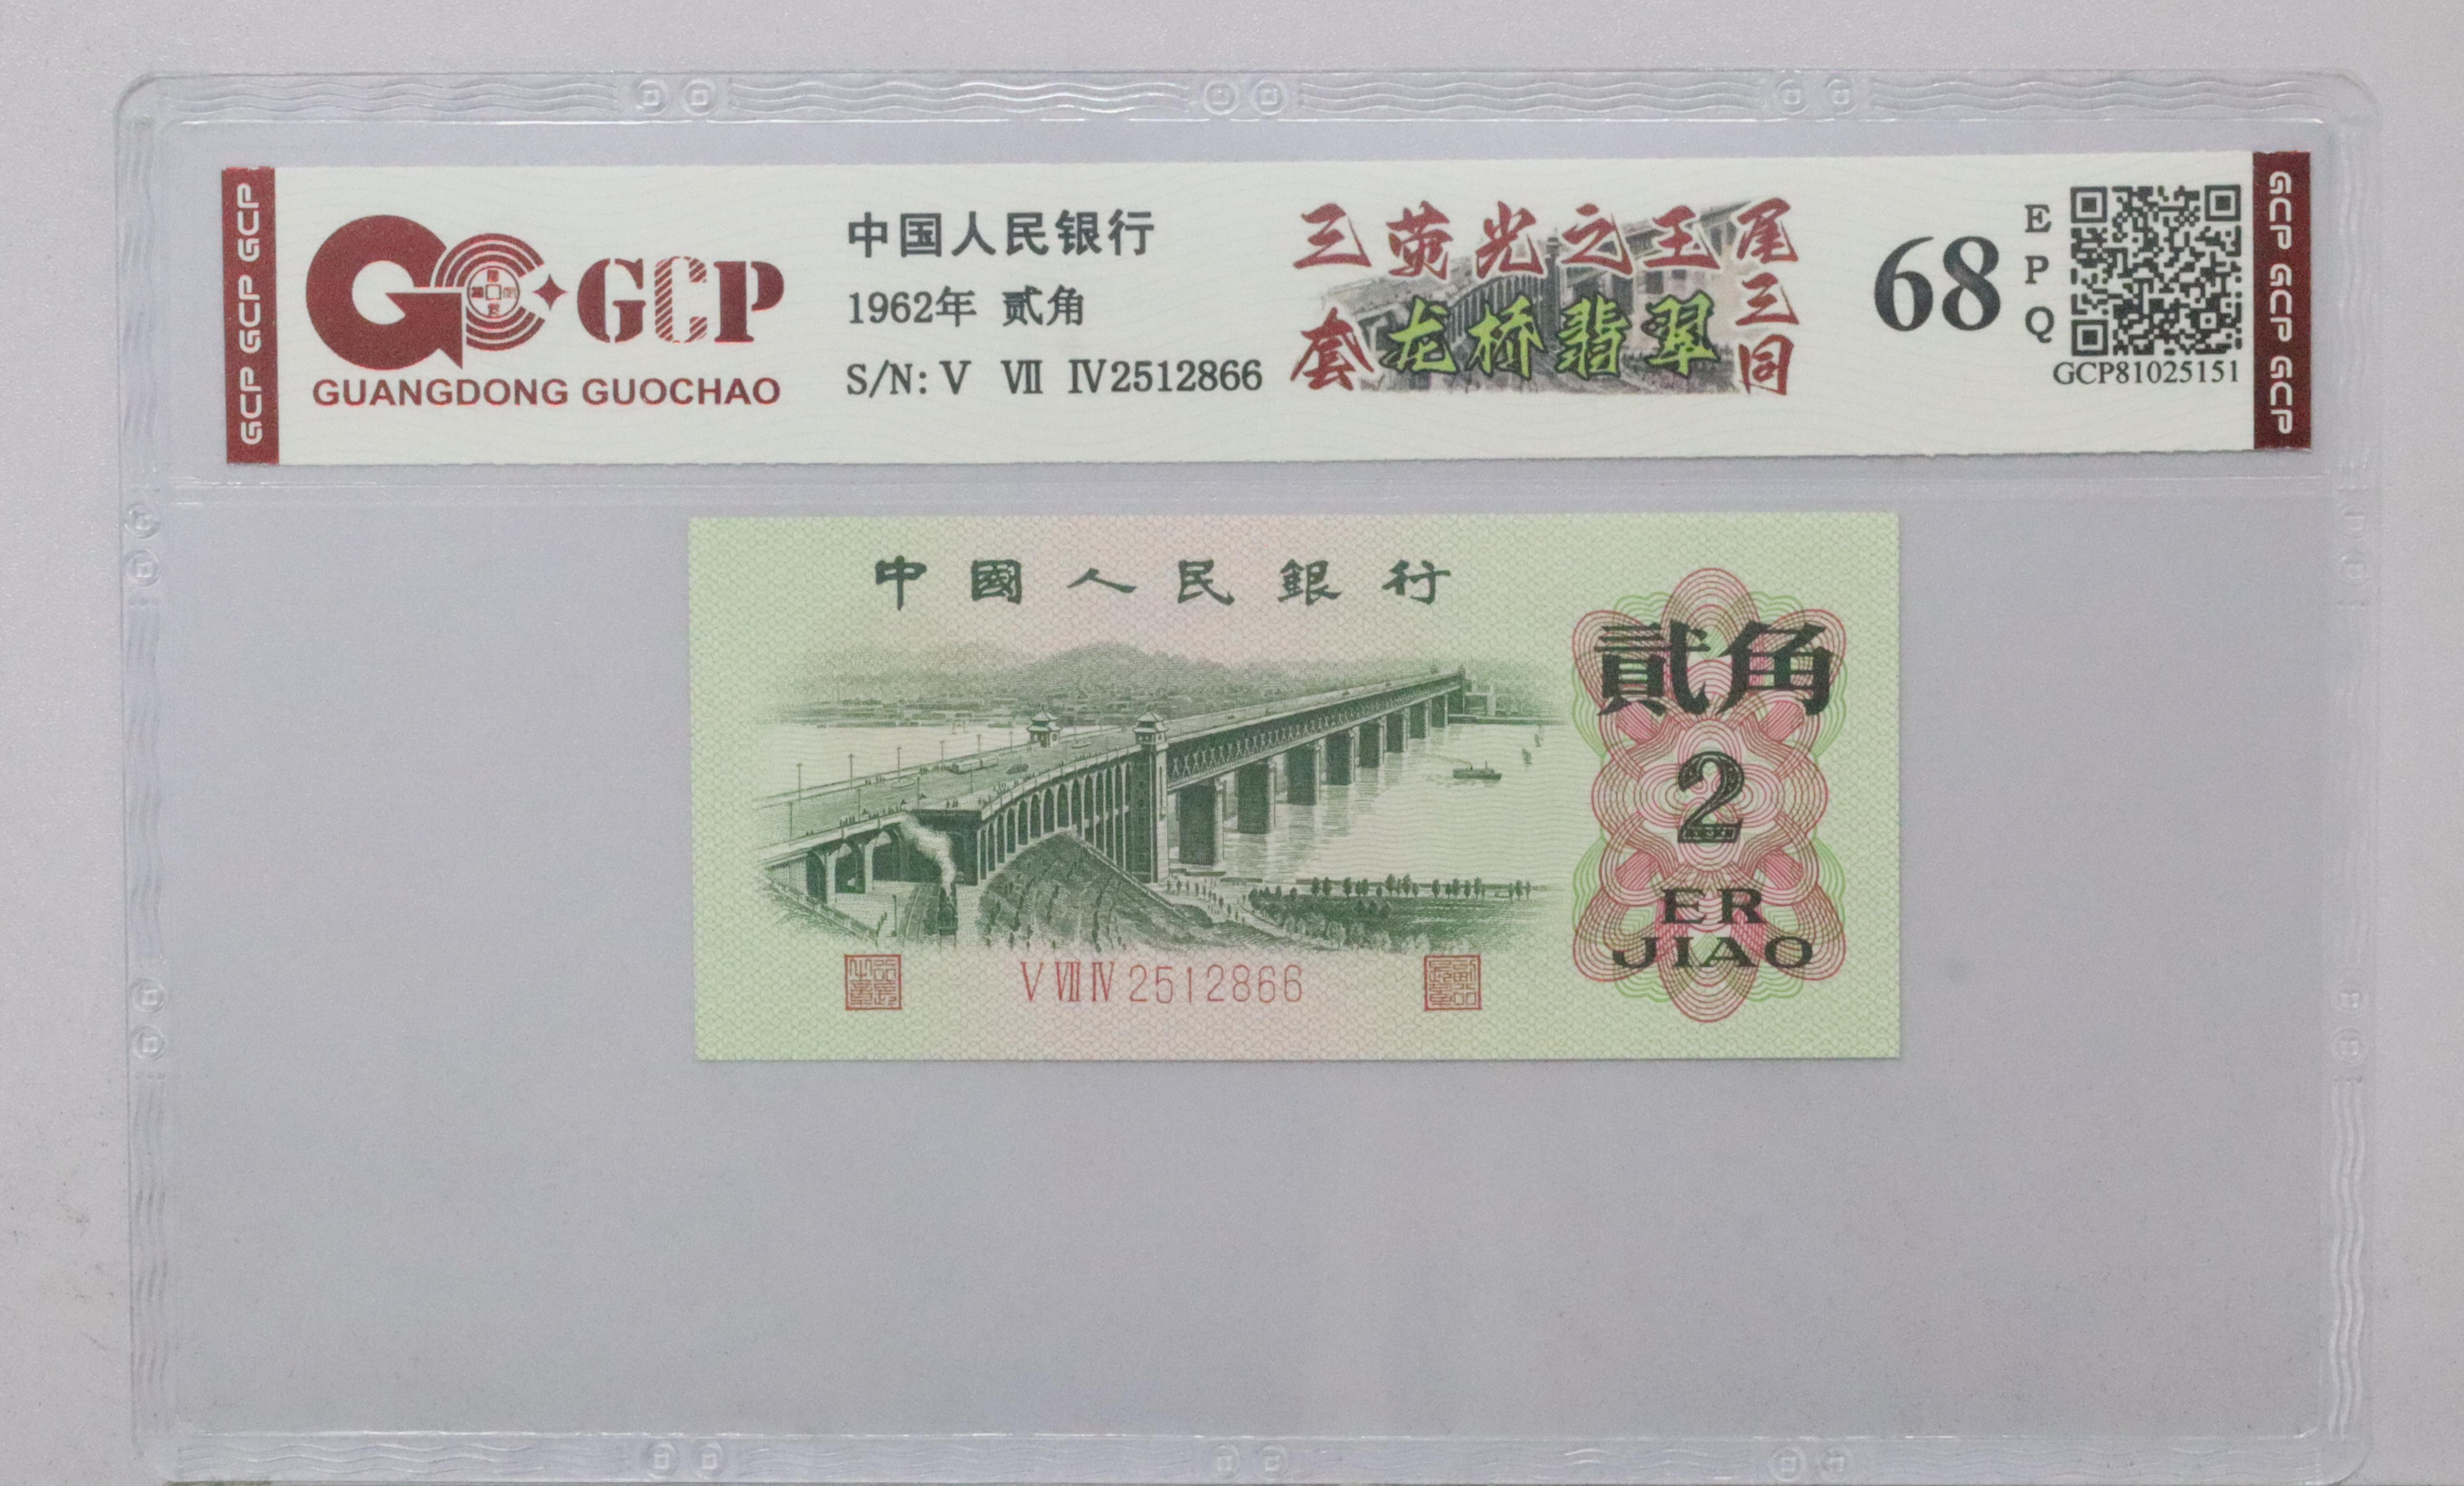 GCP GCP GCP
GCP
GUANGDONG GUOCHAO
中国人民银行
1962年 贰角
S/N: Ⅴ Ⅶ Ⅳ2512866
三荧光之王
套龙桥翡翠
尾三同
68
EPQ
GCP81025151
GCP GCP GCP
中國人民銀行
貳角
2
ER
JIAO
Ⅴ Ⅶ Ⅳ 2512866